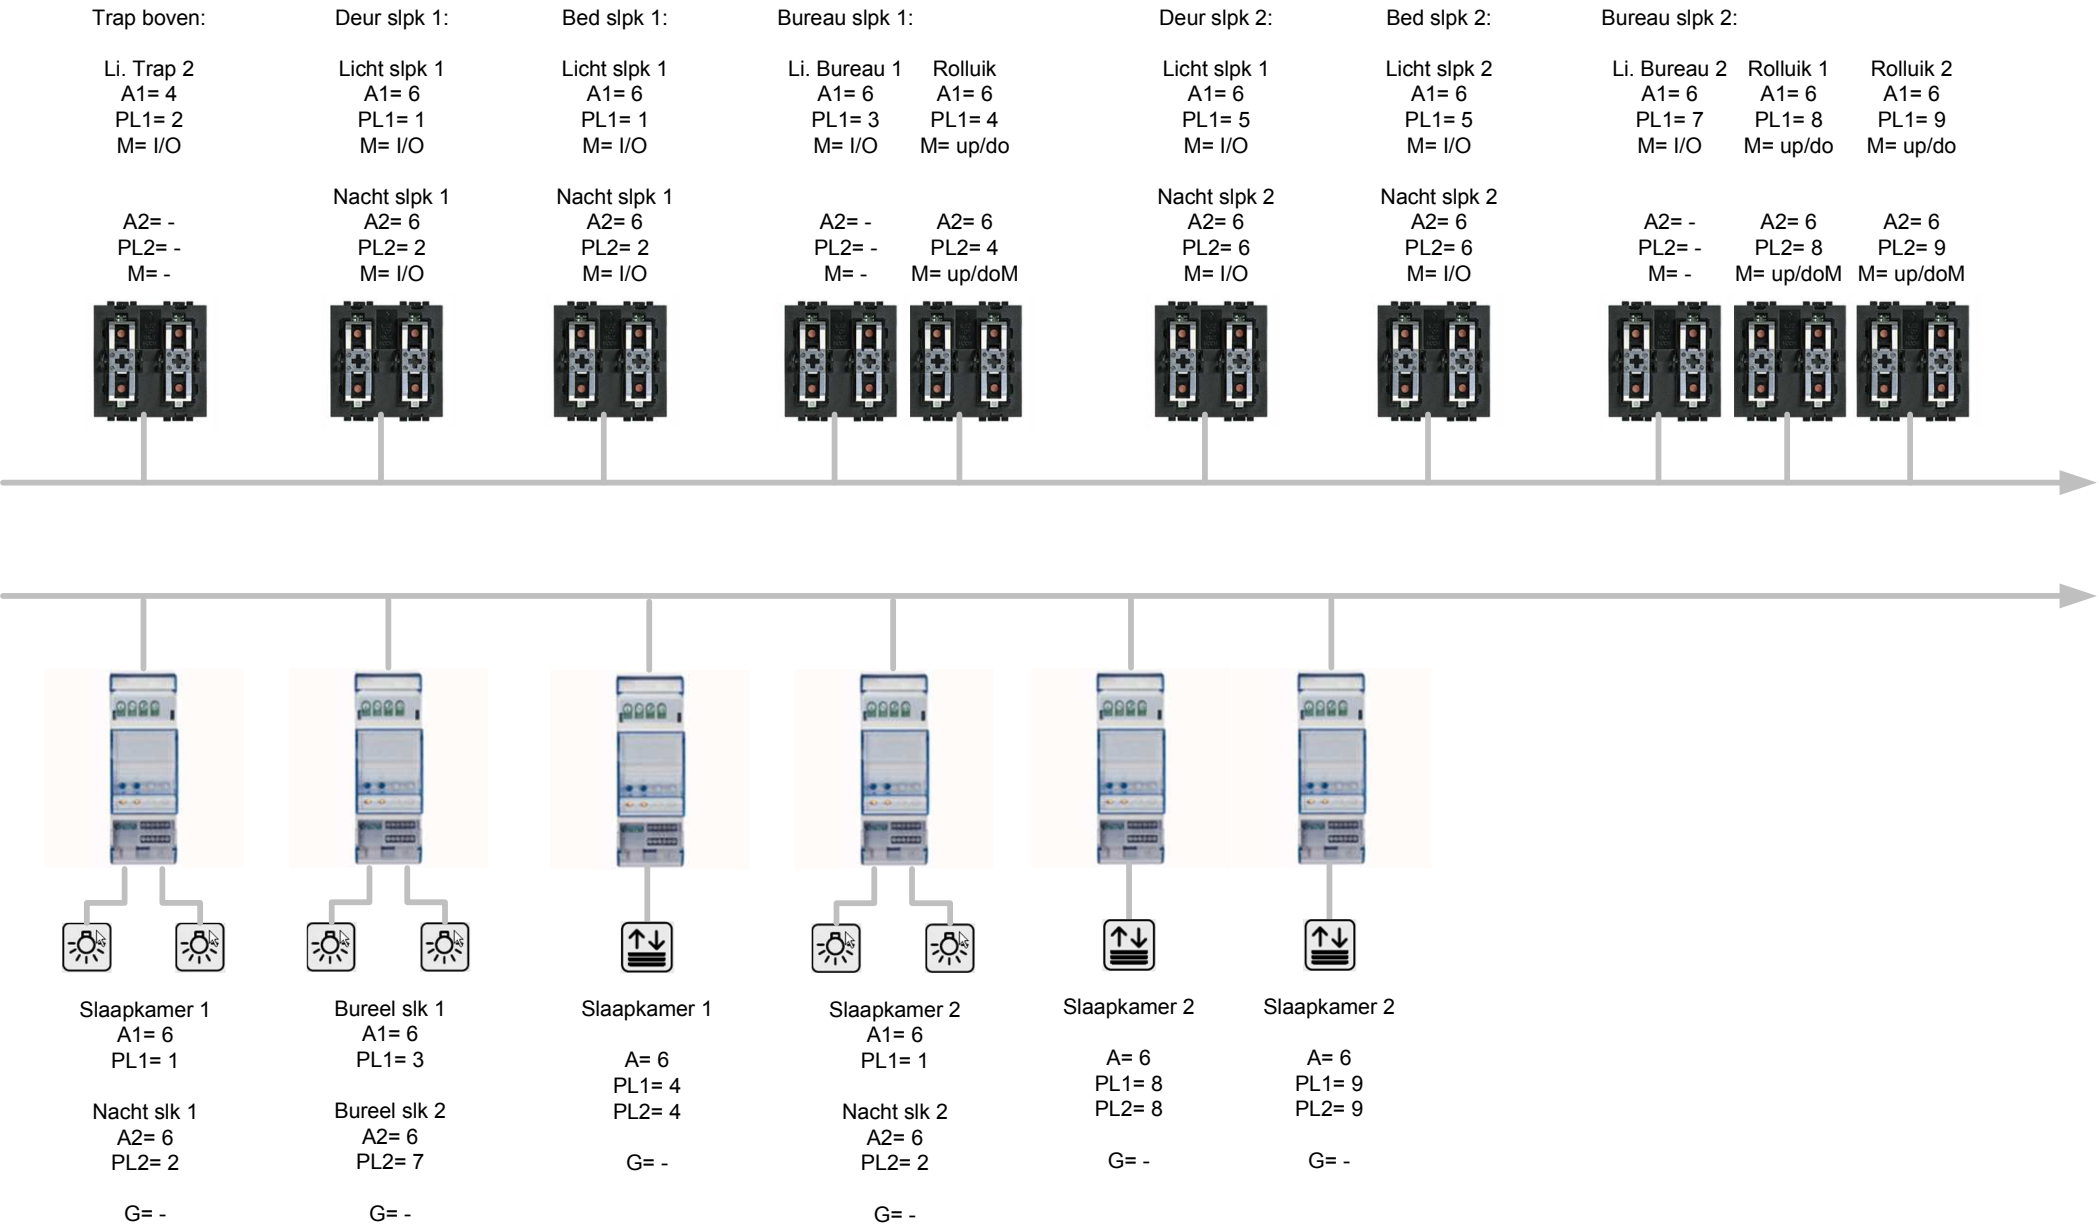 Trap boven:
Li. Trap 2
A1= 4
PL1= 2
M= I/O
A2= -
PL2= -
M= -
Deur slpk 1:
Licht slpk 1
A1= 6
PL1= 1
M= I/O
Nacht slpk 1
A2= 6
PL2= 2
M= I/O
Bed slpk 1:
Licht slpk 1
A1= 6
PL1= 1
M= I/O
Nacht slpk 1
A2= 6
PL2= 2
M= I/O
Bureau slpk 1:
Li. Bureau 1
A1= 6
PL1= 3
M= I/O
A2= -
PL2= -
M= -
Rolluik
A1= 6
PL1= 4
M= up/do
A2= 6
PL2= 4
M= up/doM
Deur slpk 2:
Licht slpk 1
A1= 6
PL1= 5
M= I/O
Nacht slpk 2
A2= 6
PL2= 6
M= I/O
Bed slpk 2:
Licht slpk 2
A1= 6
PL1= 5
M= I/O
Nacht slpk 2
A2= 6
PL2= 6
M= I/O
Bureau slpk 2:
Li. Bureau 2
A1= 6
PL1= 7
M= I/O
A2= -
PL2= -
M= -
Rolluik 1
A1= 6
PL1= 8
M= up/do
A2= 6
PL2= 8
M= up/doM
Rolluik 2
A1= 6
PL1= 9
M= up/do
A2= 6
PL2= 9
M= up/doM
Slaapkamer 1
A1= 6
PL1= 1
Nacht slk 1
A2= 6
PL2= 2
G= -
Bureel slk 1
A1= 6
PL1= 3
Bureel slk 2
A2= 6
PL2= 7
G= -
Slaapkamer 1
A= 6
PL1= 4
PL2= 4
G= -
Slaapkamer 2
A1= 6
PL1= 1
Nacht slk 2
A2= 6
PL2= 2
G= -
Slaapkamer 2
A= 6
PL1= 8
PL2= 8
G= -
Slaapkamer 2
A= 6
PL1= 9
PL2= 9
G= -